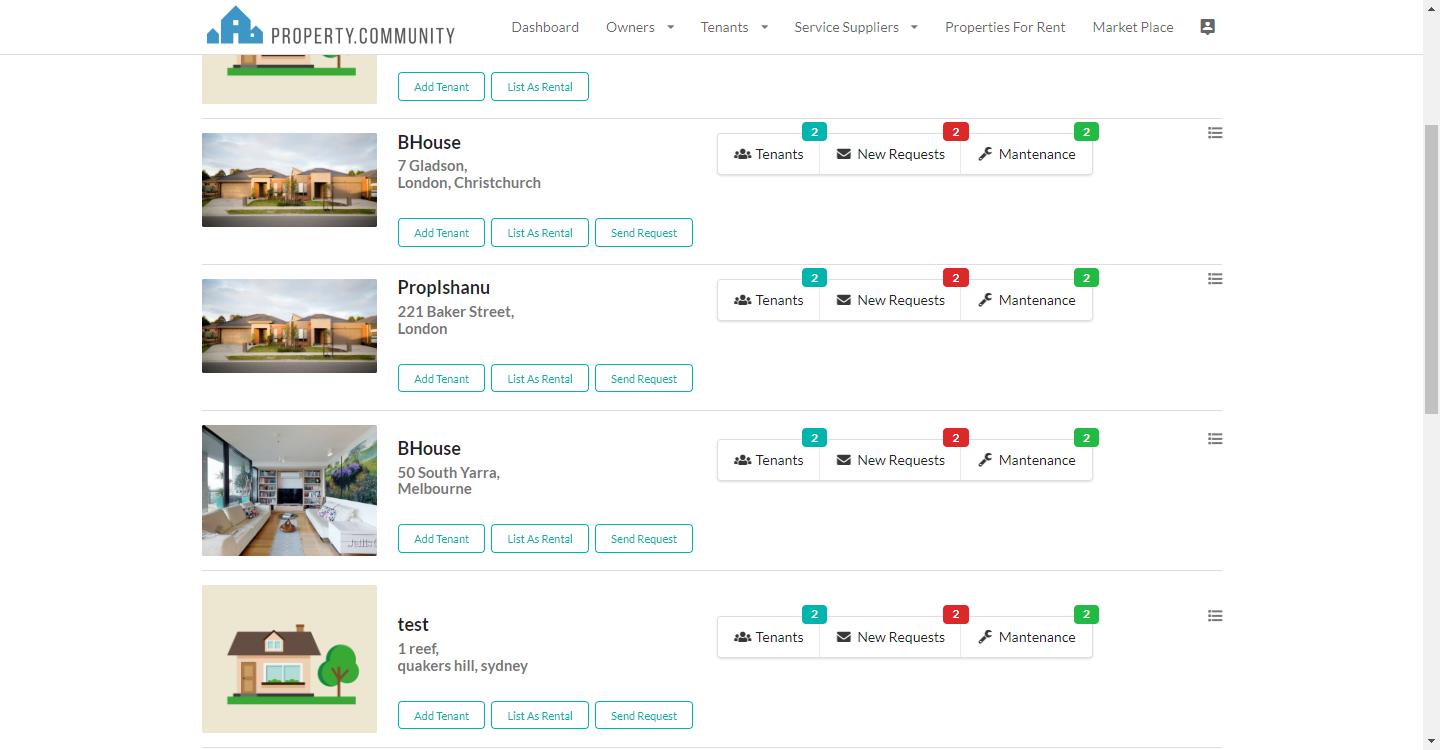 PROPERTY.COMMUNITY
Dashboard
Owners
Tenants
Service Suppliers
Properties For Rent
Market Place
Add Tenant
List As Rental
BHouse
7 Gladson,
London, Christchurch
2
2
2
Tenants
New Requests
Mantenance
Add Tenant
List As Rental
Send Request
PropIshanu
221 Baker Street,
London
2
2
2
Tenants
New Requests
Mantenance
Add Tenant
List As Rental
Send Request
BHouse
50 South Yarra,
Melbourne
2
2
2
Tenants
New Requests
Mantenance
Add Tenant
List As Rental
Send Request
test
1 reef,
quakers hill, sydney
2
2
2
Tenants
New Requests
Mantenance
Add Tenant
List As Rental
Send Request